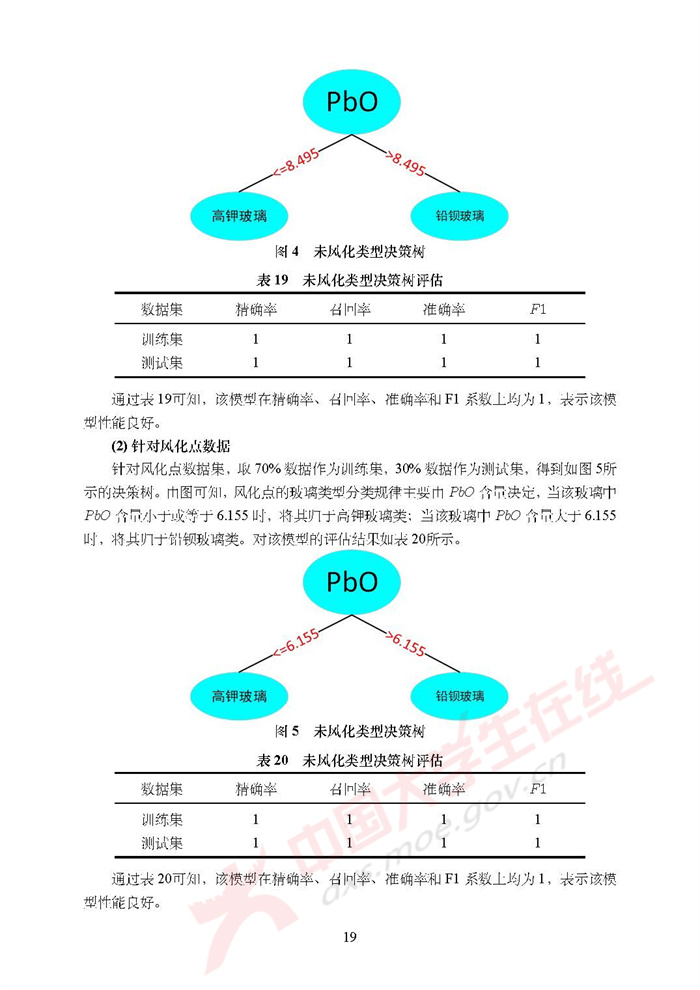 PbO
<=8.495 >8.495
高钾玻璃 铅钡玻璃
图 4 未风化类型决策树
表 19 未风化类型决策树评估
数据集 精确率 召回率 准确率 F1
训练集 1 1 1 1
测试集 1 1 1 1
通过表 19可知，该模型在精确率、召回率、准确率和 F1 系数上均为 1，表示该模
型性能良好。
(2) 针对风化点数据
针对风化点数据集，取 70% 数据作为训练集，30% 数据作为测试集，得到如图 5所
示的决策树。由图可知，风化点的玻璃类型分类规律主要由 PbO 含量决定，当该玻璃中
PbO 含量小于或等于 6.155 时，将其归于高钾玻璃类；当该玻璃中 PbO 含量大于 6.155
时，将其归于铅钡玻璃类。对该模型的评估结果如表 20所示。
PbO
<=6.155 >6.155
高钾玻璃 铅钡玻璃
图 5 未风化类型决策树
表 20 未风化类型决策树评估
数据集 精确率 召回率 准确率 F1
训练集 1 1 1 1
测试集 1 1 1 1
通过表 20可知，该模型在精确率、召回率、准确率和 F1 系数上均为 1，表示该模
型性能良好。
19
中国大学生在线
dxs.moe.gov.cn